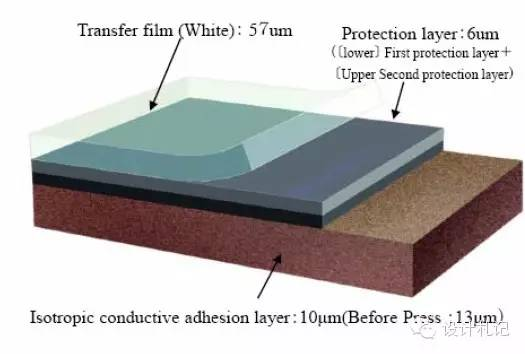 Transfer film (White): 57um
Protection layer:6um
(〔lower〕First protection layer+
〔Upper Second protection layer)
Isotropic conductive adhesion layer:10μm(Before Press :13μm)
设计札记